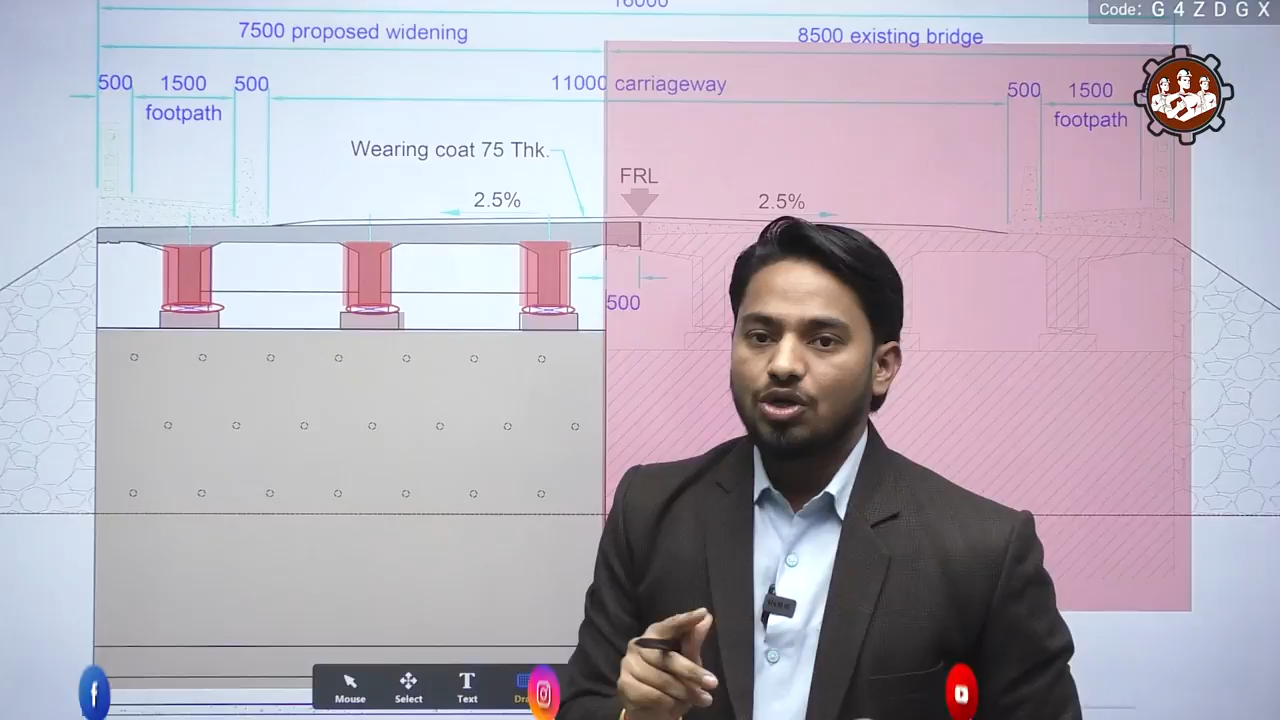 16000
Code: G 4 Z D G X
7500 proposed widening
8500 existing bridge
500
1500
500
11000 carriageway
500
1500
footpath
footpath
Wearing coat 75 Thk.
FRL
2.5%
2.5%
500
Mouse
Select
Text